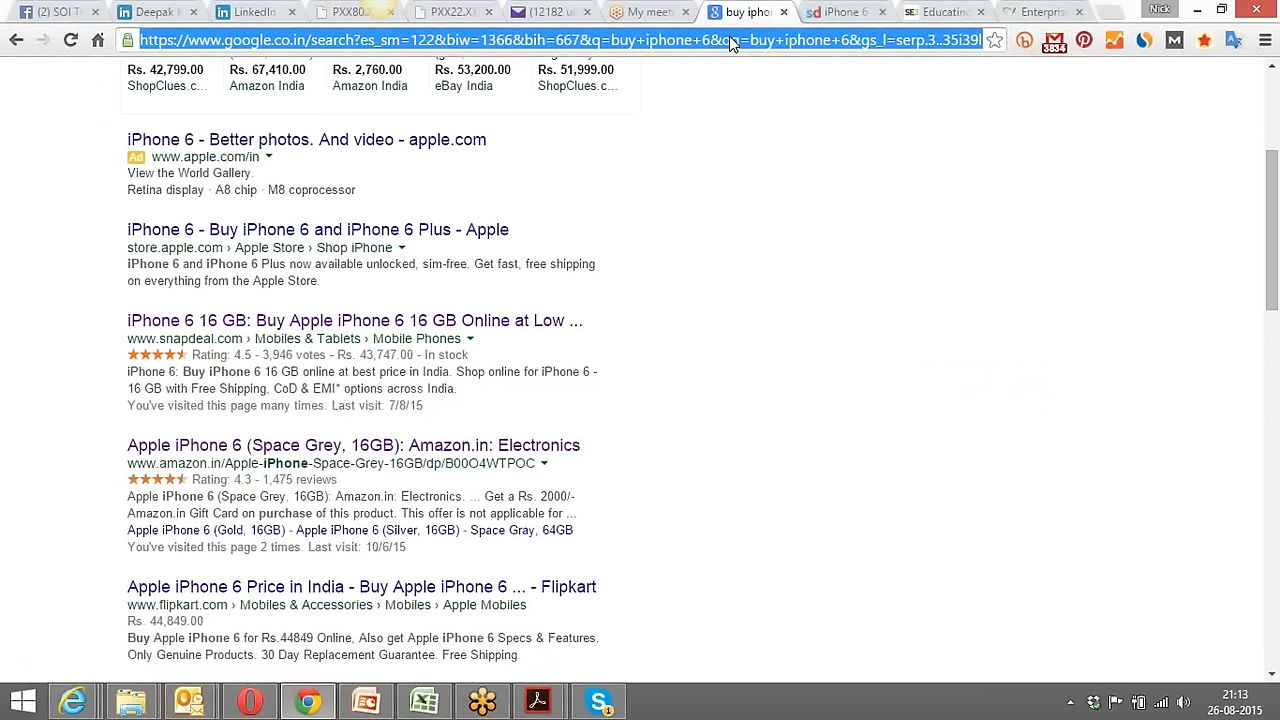 (2) SOI T
Deepak
LinkedIn
PXX80
PXX22.X
(12182 u
My meeti
buy iphor
iPhone 6
Educatin
Enterpris
Nick
https://www.google.co.in/search?es_sm=122&biw=1366&bih=667&q=buy+iphone+6&oq=buy+iphone+6&gs_l=serp.3..35i39l
3834
Rs. 42,799.00 Rs. 67,410.00 Rs. 2,760.00 Rs. 53,200.00 Rs. 51,999.00
ShopClues.c... Amazon India Amazon India eBay India ShopClues.c...
iPhone 6 - Better photos. And video - apple.com
Ad www.apple.com/in
View the World Gallery.
Retina display · A8 chip · M8 coprocessor
iPhone 6 - Buy iPhone 6 and iPhone 6 Plus - Apple
store.apple.com › Apple Store › Shop iPhone
iPhone 6 and iPhone 6 Plus now available unlocked, sim-free. Get fast, free shipping
on everything from the Apple Store.
iPhone 6 16 GB: Buy Apple iPhone 6 16 GB Online at Low ...
www.snapdeal.com › Mobiles & Tablets › Mobile Phones
Rating: 4.5 - 3,946 votes - Rs. 43,747.00 - In stock
iPhone 6: Buy iPhone 6 16 GB online at best price in India. Shop online for iPhone 6 -
16 GB with Free Shipping, CoD & EMI* options across India.
You've visited this page many times. Last visit: 7/8/15
Apple iPhone 6 (Space Grey, 16GB): Amazon.in: Electronics
www.amazon.in/Apple-iPhone-Space-Grey-16GB/dp/B00O4WTPOC
Rating: 4.3 - 1,475 reviews
Apple iPhone 6 (Space Grey, 16GB): Amazon.in: Electronics. ... Get a Rs. 2000/-
Amazon.in Gift Card on purchase of this product. This offer is not applicable for ...
Apple iPhone 6 (Gold, 16GB) - Apple iPhone 6 (Silver, 16GB) - Space Gray, 64GB
You've visited this page 2 times. Last visit: 10/6/15
Apple iPhone 6 Price in India - Buy Apple iPhone 6 ... - Flipkart
www.flipkart.com › Mobiles & Accessories › Mobiles › Apple Mobiles
Rs. 44,849.00
Buy Apple iPhone 6 for Rs.44849 Online, Also get Apple iPhone 6 Specs & Features.
Only Genuine Products. 30 Day Replacement Guarantee. Free Shipping.
21:13
26-08-2015